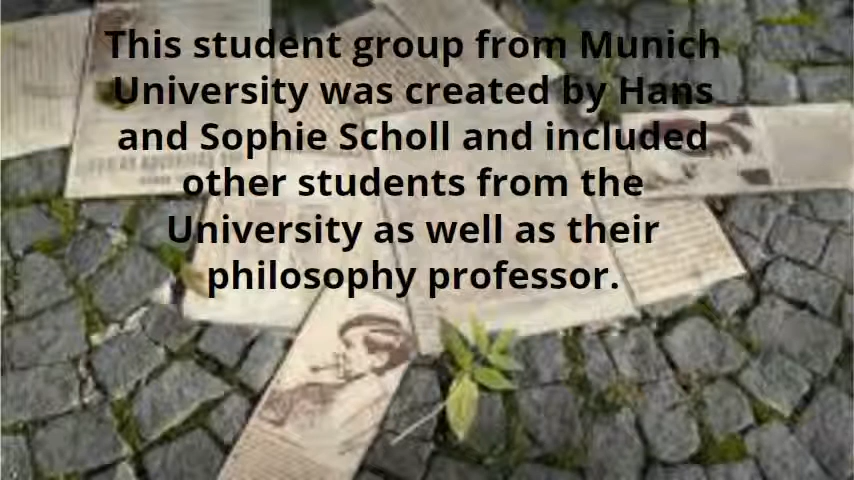 This student group from Munich
University was created by Hans
and Sophie Scholl and included
other students from the
University as well as their
philosophy professor.